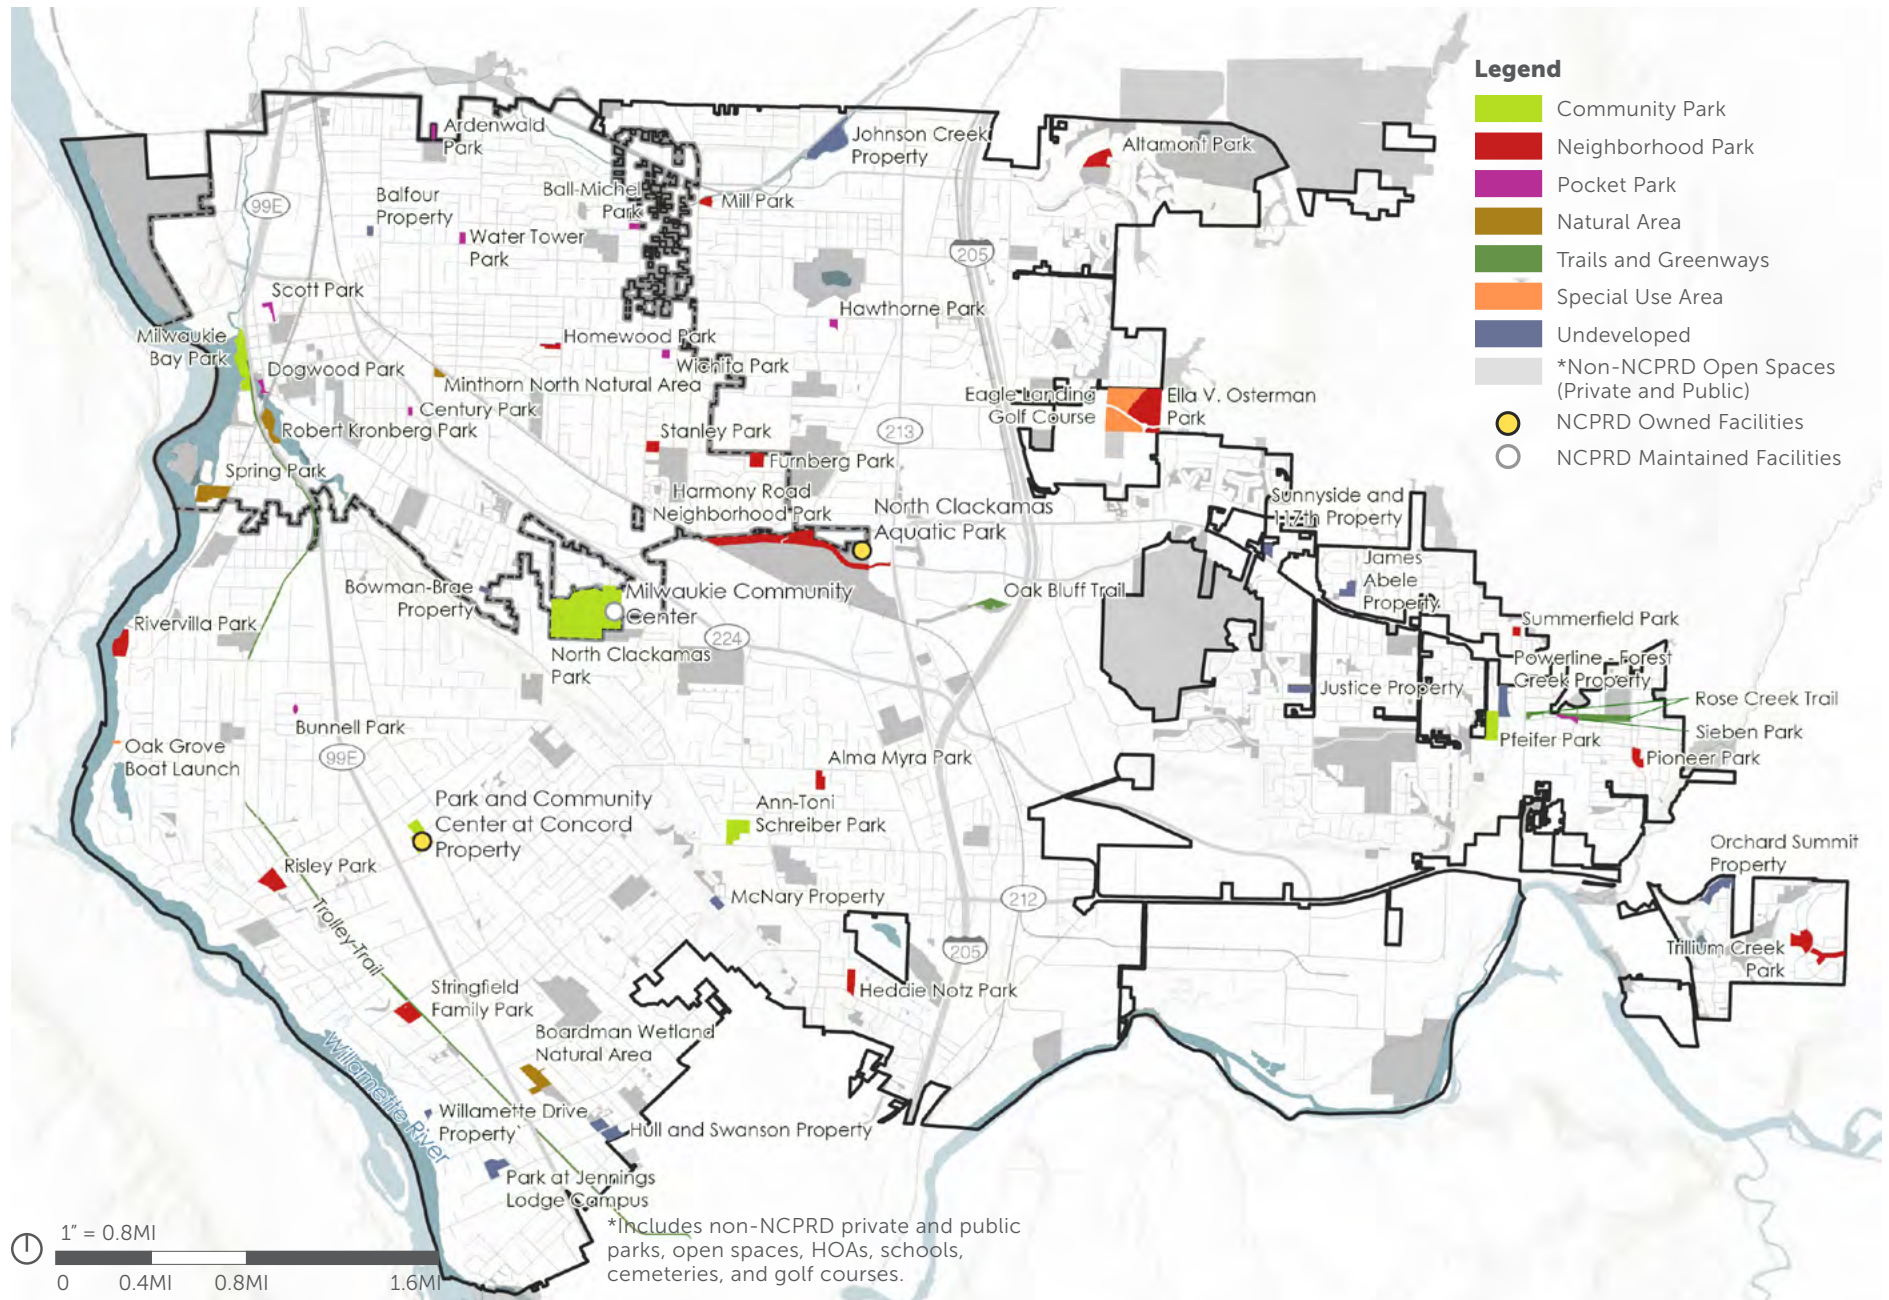 Legend
Community Park
Neighborhood Park
Pocket Park
Natural Area
Trails and Greenways
Special Use Area
Undeveloped
*Non-NCPRD Open Spaces
(Private and Public)
NCPRD Owned Facilities
NCPRD Maintained Facilities
Ardenwald
Park
Johnson Creek
Property
Altamont Park
99E
Balfour
Property
Ball-Michel
Park
Mill Park
Water Tower
Park
205
Scott Park
Hawthorne Park
Milwaukie
Bay Park
Homewood Park
Wichita Park
Dogwood Park
Minthorn North Natural Area
Century Park
Eagle Landing
Golf Course
Ella V. Osterman
Park
Robert Kronberg Park
Stanley Park
213
Furnberg Park
Spring Park
Harmony Road
Neighborhood Park
North Clackamas
Aquatic Park
Sunnyside and
117th Property
James
Abele
Property
Bowman-Brae
Property
Milwaukie Community
Center
Oak Bluff Trail
Rivervilla Park
224
Summerfield Park
North Clackamas
Park
Powerline - Forest
Creek Property
Justice Property
Rose Creek Trail
Bunnell Park
Sieben Park
Pfeifer Park
Oak Grove
Boat Launch
99E
Alma Myra Park
Pioneer Park
Park and Community
Center at Concord
Property
Ann-Toni
Schreiber Park
Orchard Summit
Property
Risley Park
McNary Property
212
Trolley-Trail
205
Trillium Creek
Park
Stringfield
Family Park
Heddie Notz Park
Boardman Wetland
Natural Area
Willamette River
Willamette Drive
Property
Hull and Swanson Property
Park at Jennings
Lodge Campus
1" = 0.8MI
0 0.4MI 0.8MI 1.6MI
*Includes non-NCPRD private and public
parks, open spaces, HOAs, schools,
cemeteries, and golf courses.